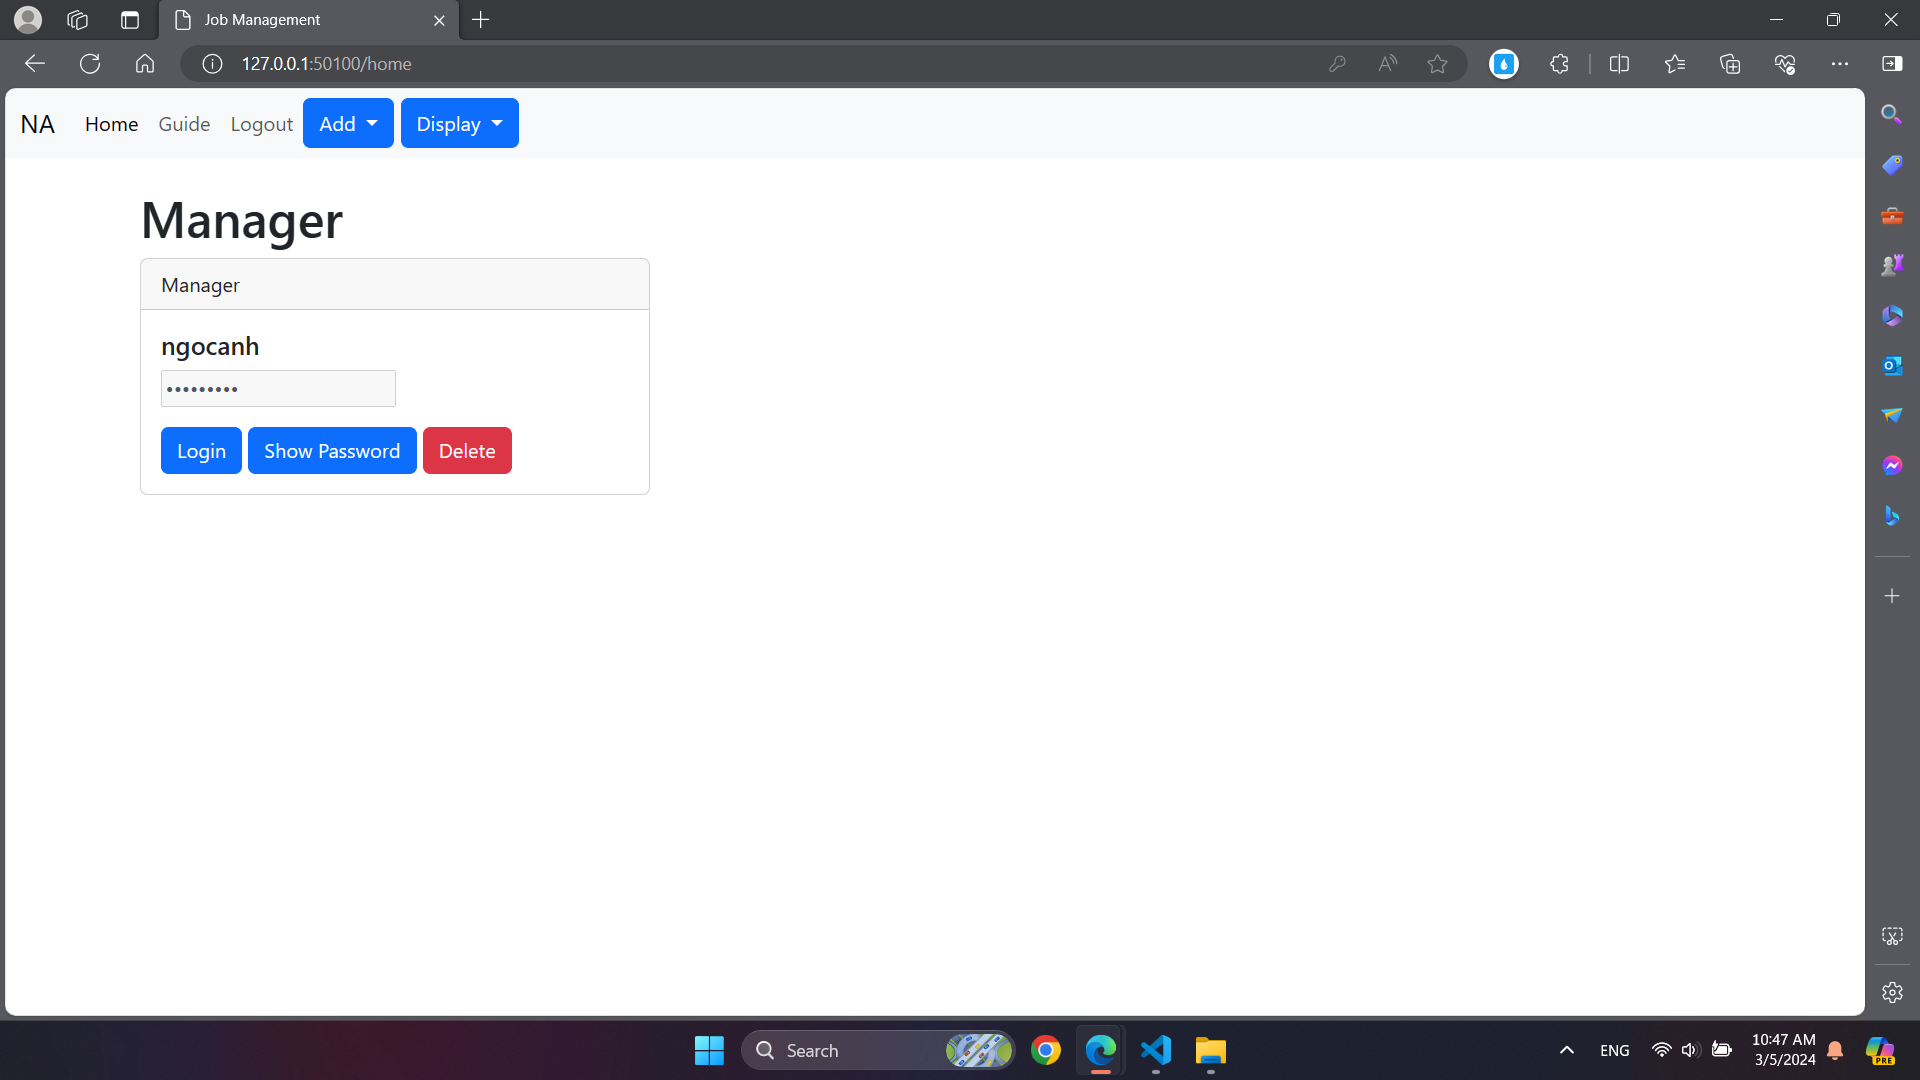 Job Management
127.0.0.1:50100/home
NA Home Guide Logout Add Display
Manager
Manager
ngocanh
•••••••••
Login Show Password Delete
Search
ENG
10:47 AM
3/5/2024
PRE